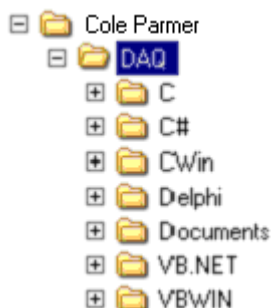 Cole Parmer
DAQ
C
C#
CWin
Delphi
Documents
VB.NET
VBWIN